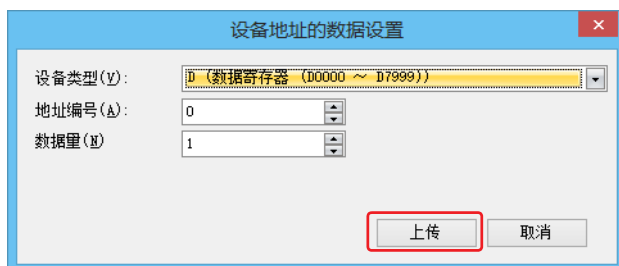 设备地址的数据设置
设备类型(Y): D (数据寄存器 (D0000 ～ D7999))
地址编号(A): 0
数据量(N) 1
上传 取消